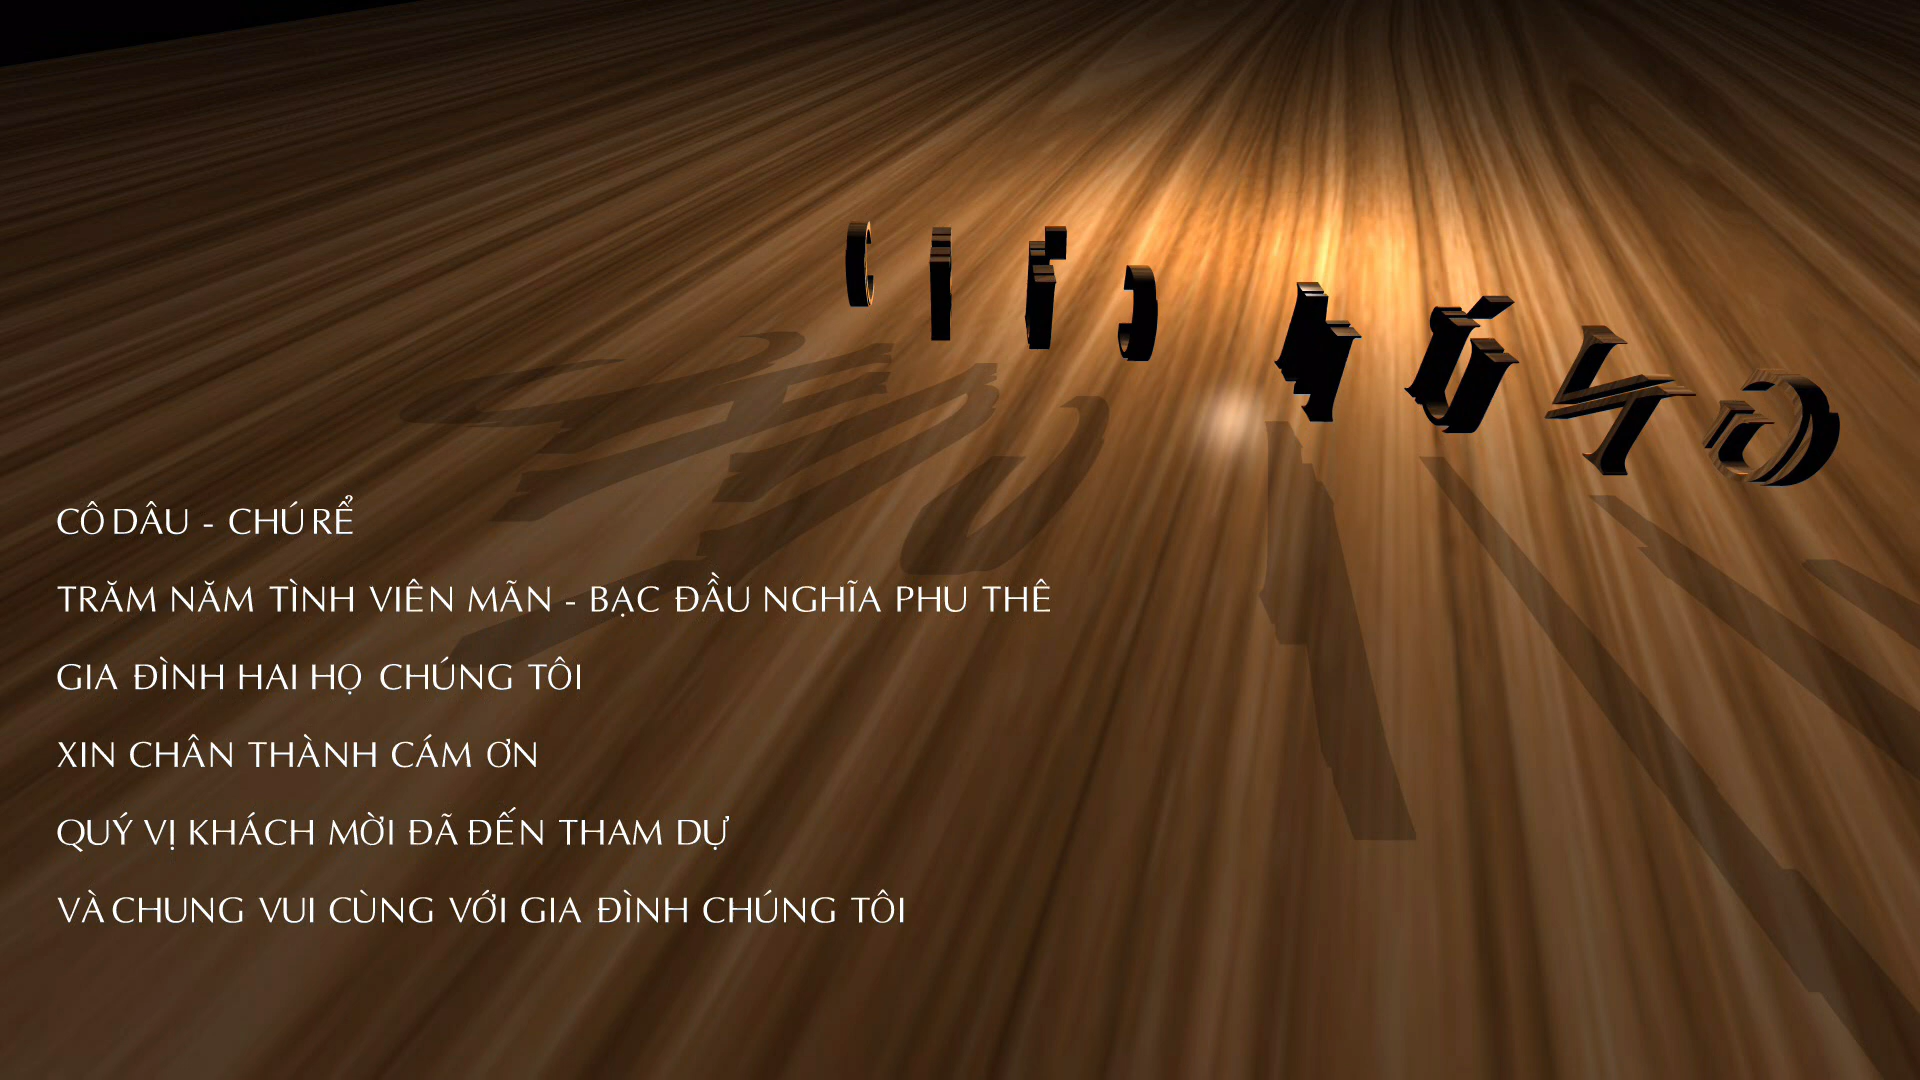 CÔ DÂU - CHÚ RỂ
TRĂM NĂM TÌNH VIÊN MÃN - BẠC ĐẦU NGHĨA PHU THÊ
GIA ĐÌNH HAI HỌ CHÚNG TÔI
XIN CHÂN THÀNH CÁM ƠN
QUÝ VỊ KHÁCH MỜI ĐÃ ĐẾN THAM DỰ
VÀ CHUNG VUI CÙNG VỚI GIA ĐÌNH CHÚNG TÔI